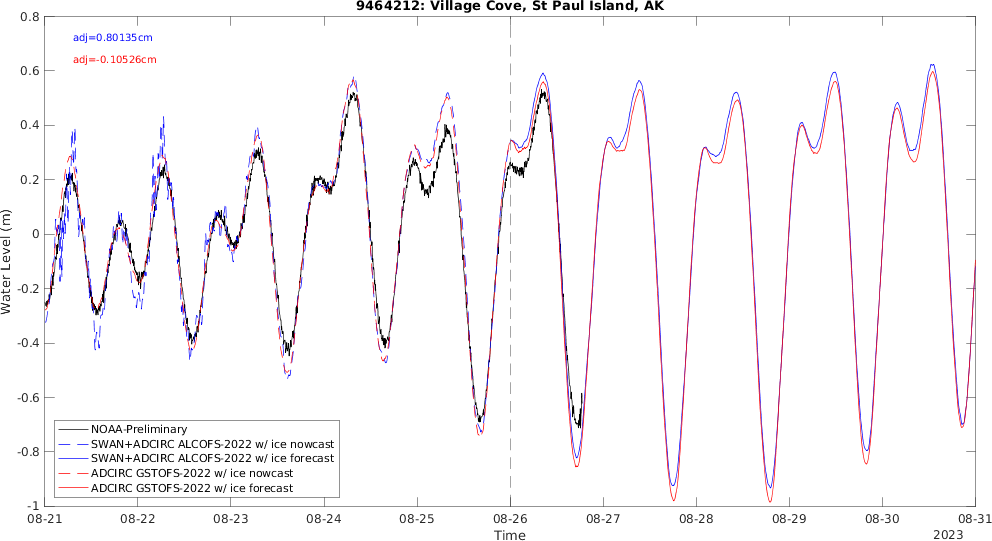 9464212: Village Cove, St Paul Island, AK
adj=0.80135cm
adj=-0.10526cm
Water Level (m)
0.8
0.6
0.4
0.2
0
-0.2
-0.4
-0.6
-0.8
-1
NOAA-Preliminary
SWAN+ADCIRC ALCOFS-2022 w/ ice nowcast
SWAN+ADCIRC ALCOFS-2022 w/ ice forecast
ADCIRC GSTOFS-2022 w/ ice nowcast
ADCIRC GSTOFS-2022 w/ ice forecast
08-21 08-22 08-23 08-24 08-25 08-26 08-27 08-28 08-29 08-30 08-31
Time
2023